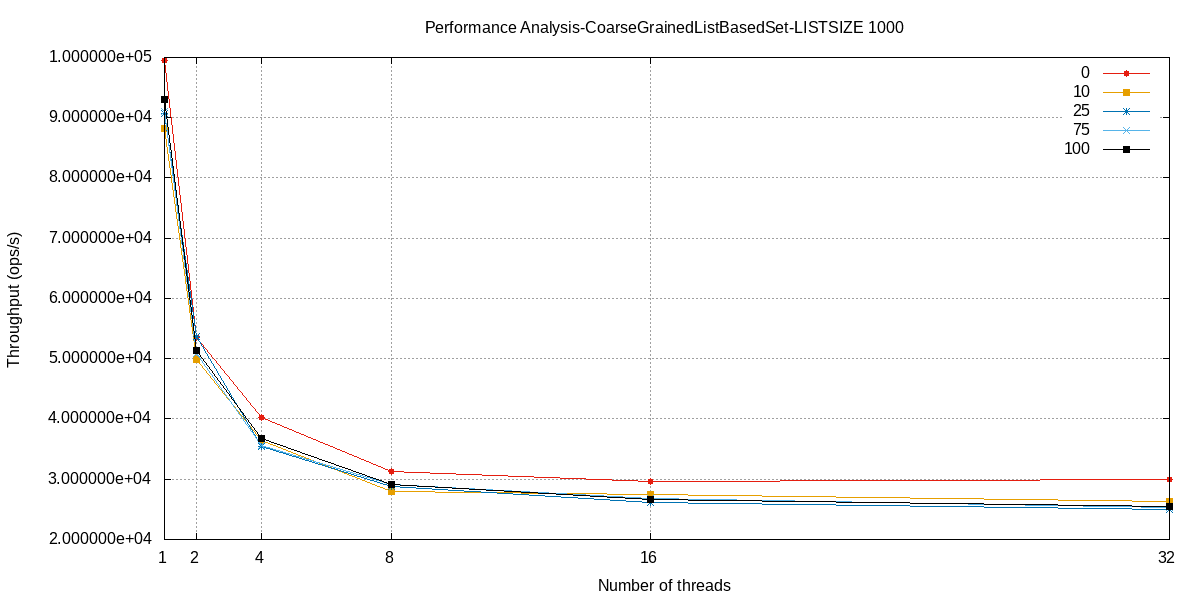 Performance Analysis-CoarseGrainedListBasedSet-LISTSIZE 1000
1.000000e+05
9.000000e+04
8.000000e+04
7.000000e+04
6.000000e+04
5.000000e+04
4.000000e+04
3.000000e+04
2.000000e+04
Throughput (ops/s)
0
10
25
75
100
1 2 4 8 16 32
Number of threads